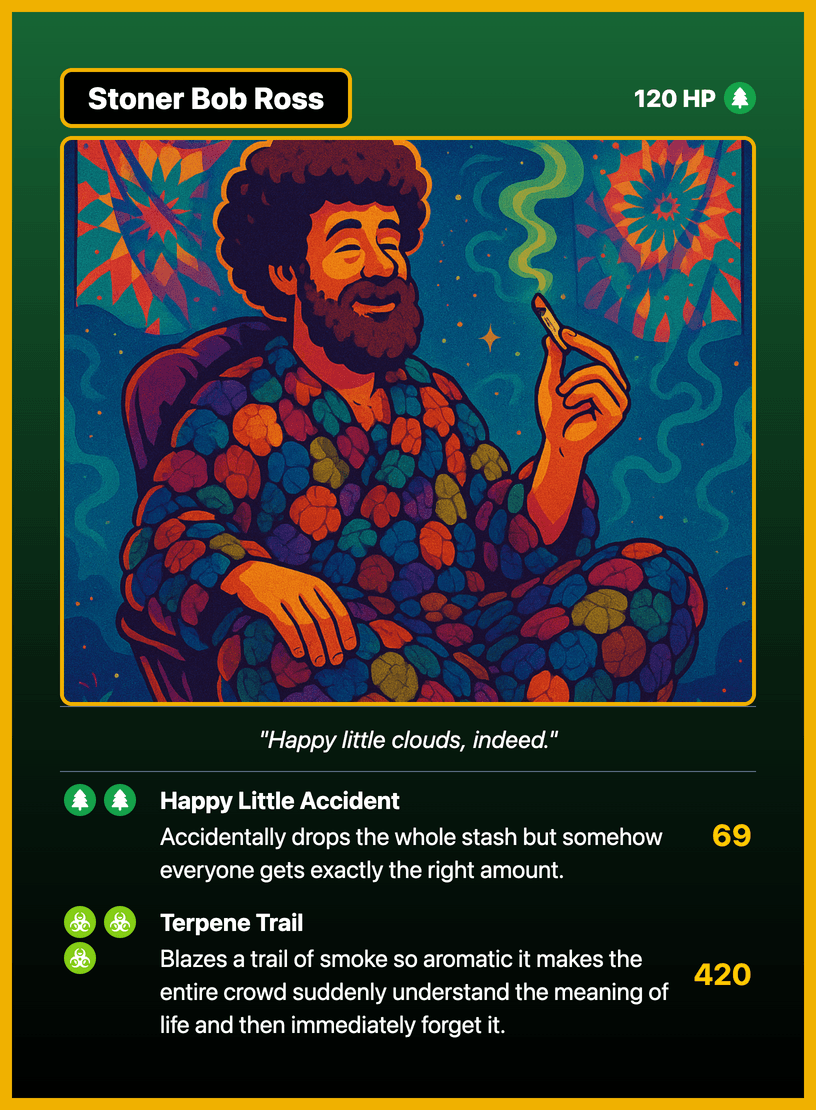 Stoner Bob Ross
120 HP
"Happy little clouds, indeed."
Happy Little Accident
Accidentally drops the whole stash but somehow
everyone gets exactly the right amount.
69
Terpene Trail
Blazes a trail of smoke so aromatic it makes the
entire crowd suddenly understand the meaning of
life and then immediately forget it.
420